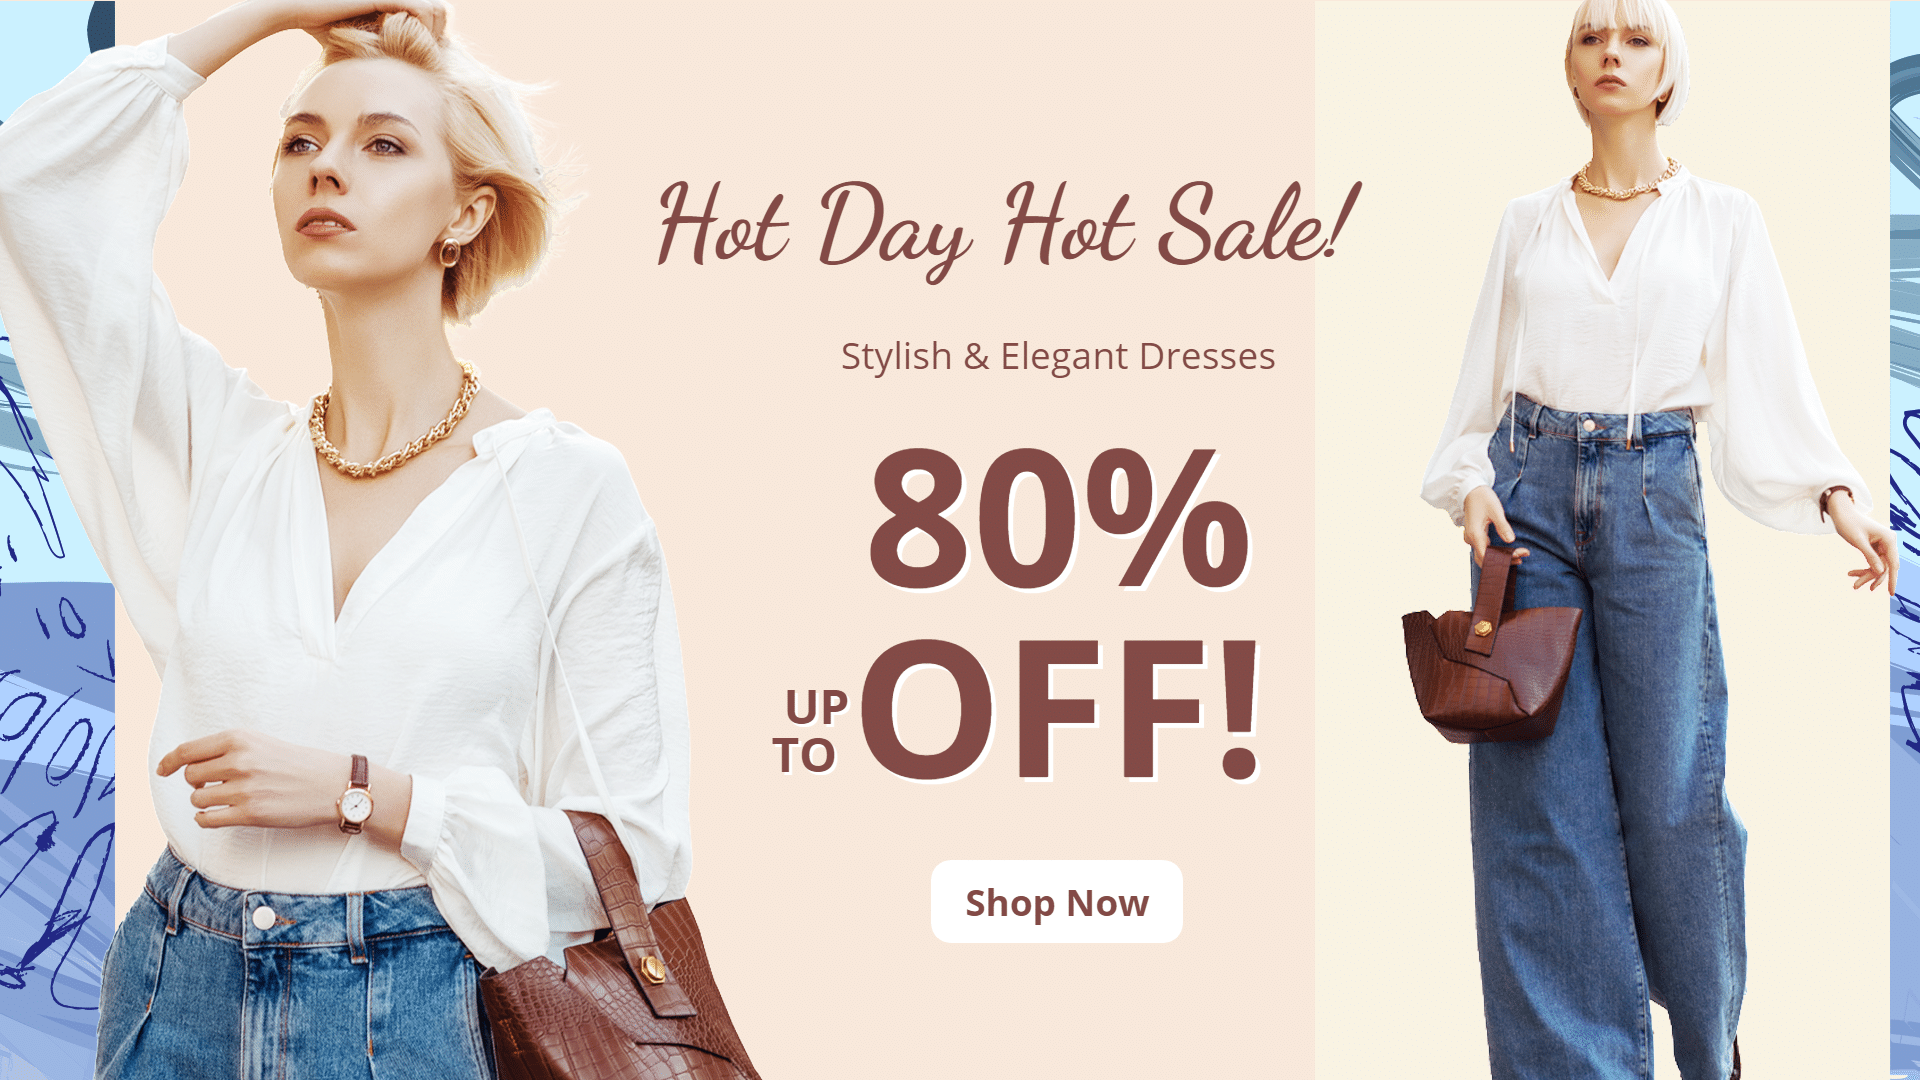 Hot Day Hot Sale!
Stylish & Elegant Dresses
80%
UP TO OFF!
Shop Now